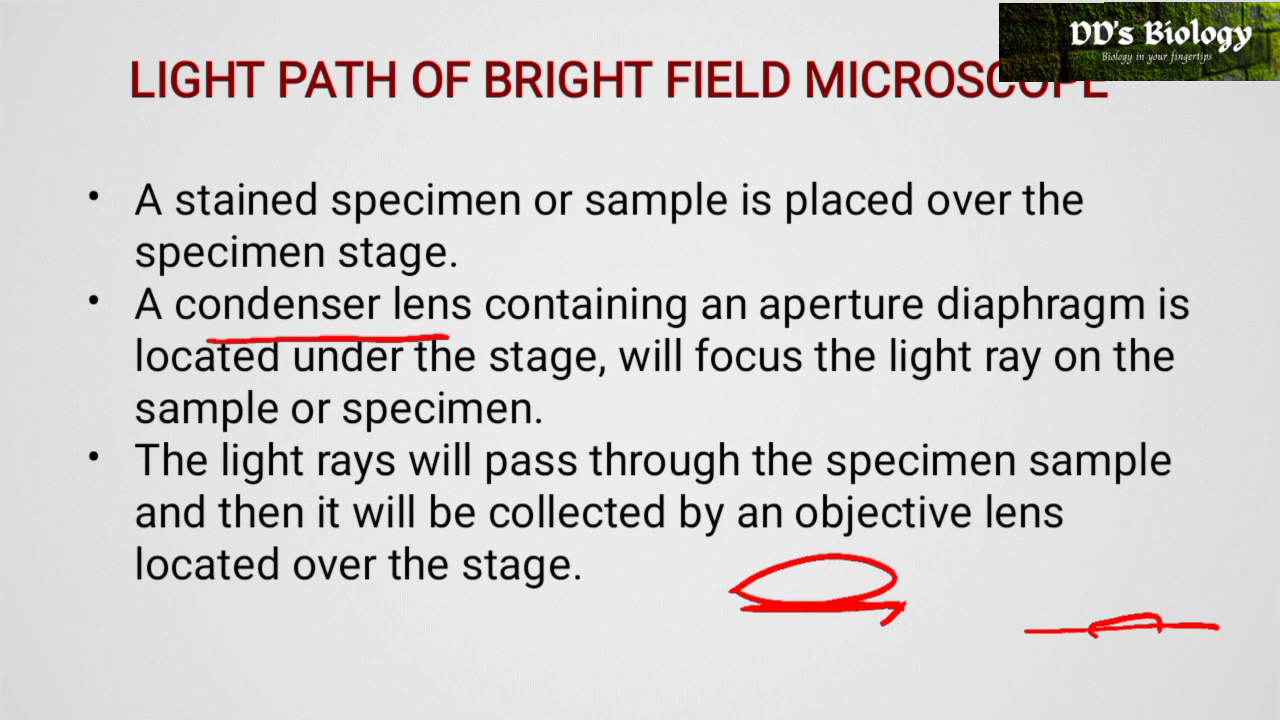 DD's Biology
Biology in your fingertips
LIGHT PATH OF BRIGHT FIELD MICROSCOPE
• A stained specimen or sample is placed over the
specimen stage.
• A condenser lens containing an aperture diaphragm is
located under the stage, will focus the light ray on the
sample or specimen.
• The light rays will pass through the specimen sample
and then it will be collected by an objective lens
located over the stage.